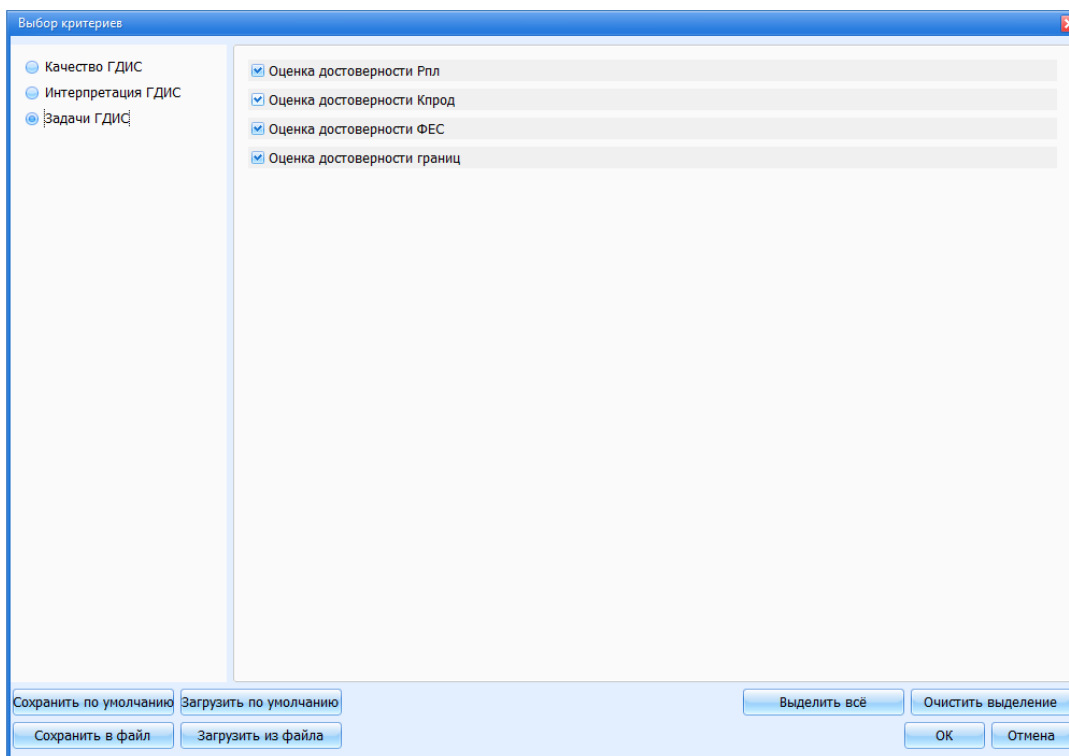 Выбор критериев
Качество ГДИС
Интерпретация ГДИС
Задачи ГДИС
Оценка достоверности Рпл
Оценка достоверности Кпрод
Оценка достоверности ФЕС
Оценка достоверности границ
Сохранить по умолчанию Загрузить по умолчанию Выделить всё Очистить выделение
Сохранить в файл Загрузить из файла ОК Отмена